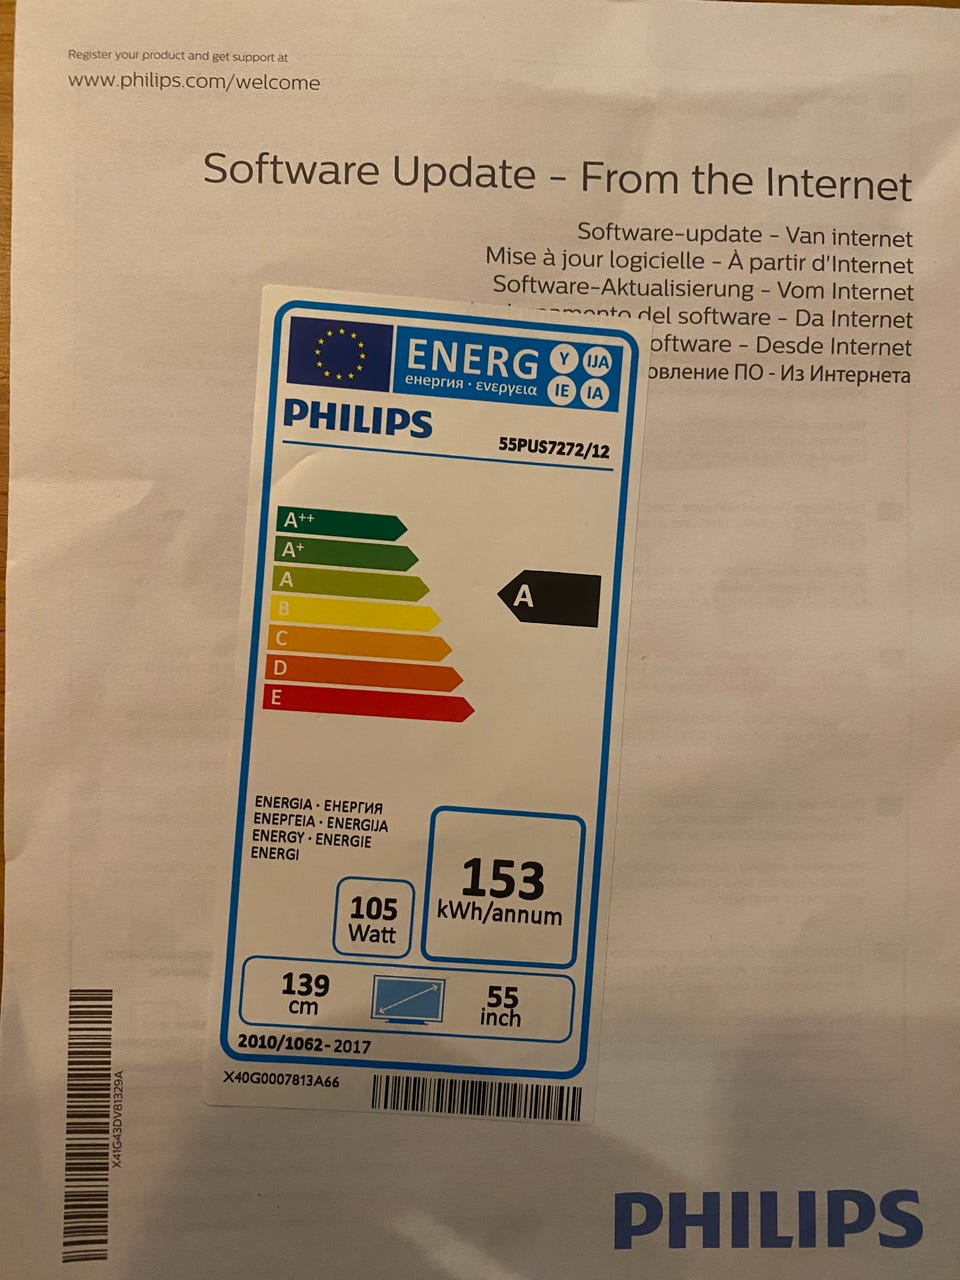 Register your product and get support at
www.philips.com/welcome
Software Update - From the Internet
Software-update - Van internet
Mise à jour logicielle - À partir d'Internet
Software-Aktualisierung - Vom Internet
del software - Da Internet
- Desde Internet
ПО - Из Интернета
ENERG
енергия · ενεργεια
Y IJA
IE IA
PHILIPS
55PUS7272/12
A++
A+
A
B
C
D
E
A
ENERGIA · ЕНЕРГИЯ
ΕΝΕΡΓΕΙΑ · ENERGIJA
ENERGY · ENERGIE
ENERGI
153
kWh/annum
105
Watt
139
cm
55
inch
2010/1062-2017
X40G0007813A66
X41G43DV81329A
PHILIPS